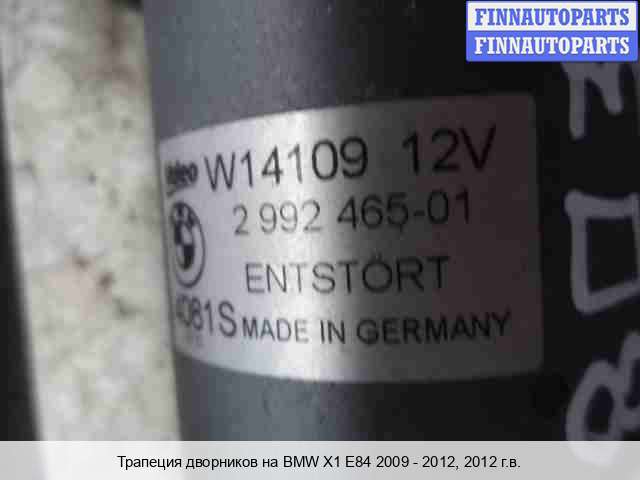 FINNAUTOPARTS
FINNAUTOPARTS
Valeo W14109 12V
2 992 465-01
ENTSTÖRT
4081S MADE IN GERMANY
Трапеция дворников на BMW X1 E84 2009 - 2012, 2012 г.в.